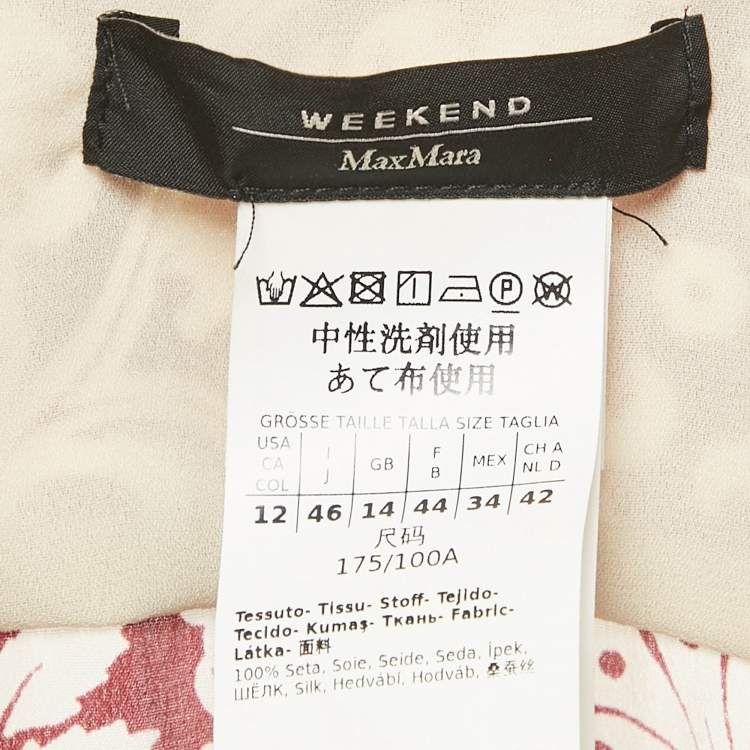 WEEKEND
MaxMara
P W
中性洗剤使用
あて布使用
GRÖSSE TAILLE TALLA SIZE TAGLIA
USA CA COL I J GB F B MEX CH A NL D
12 46 14 44 34 42
尺码
175/100A
Tessuto- Tissu- Stoff- Tejido-
Tecido- Kumaş- Ткань- Fabric-
Látka- 面料
100% Seta, Soie, Seide, Seda, İpek,
ШЁЛК, Silk, Hedvábí, Hodváb, 桑蚕丝